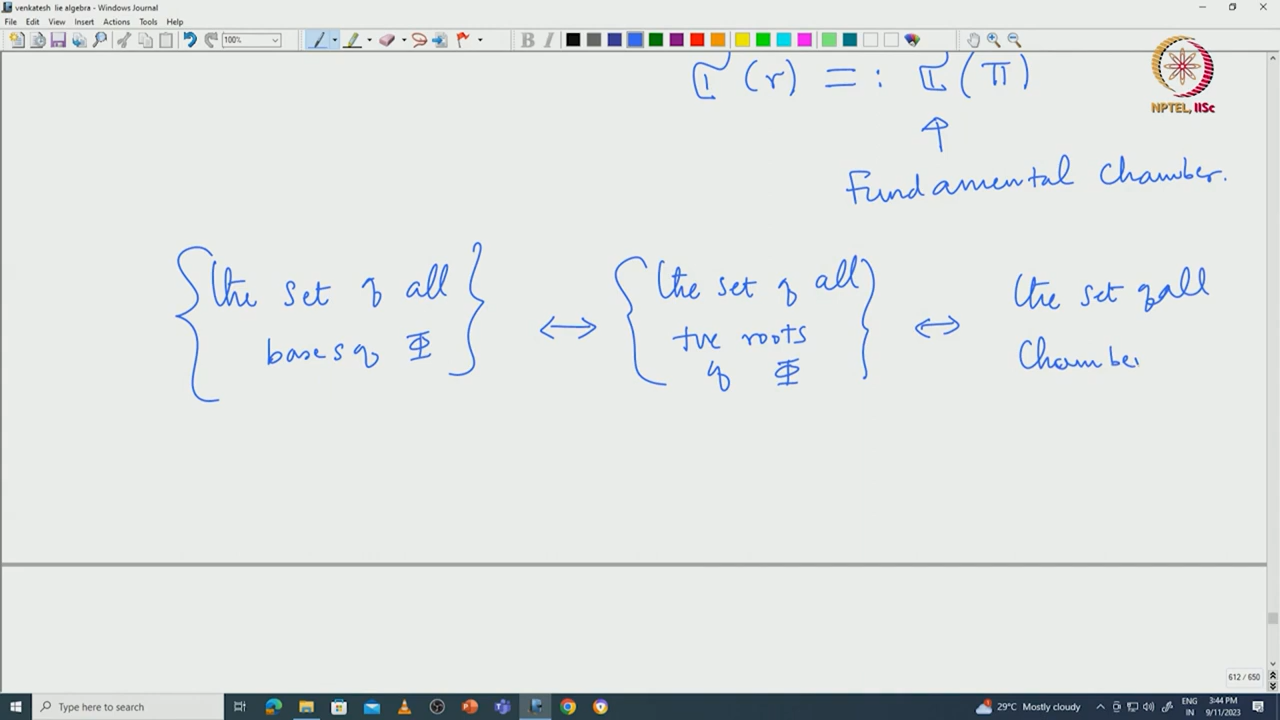 venkatesh lie algebra - Windows Journal
File Edit View Insert Actions Tools Help
100%
B I
(r) = : (Π)
NPTEL, IISc
Fundamental Chamber.
{the set of all } ↔ {the set of all } ↔ the set of all
bases of Φ +ve roots Chamber
of Φ
612 / 650
Type here to search
29°C Mostly cloudy
ENG
IN
3:44 PM
9/11/2023